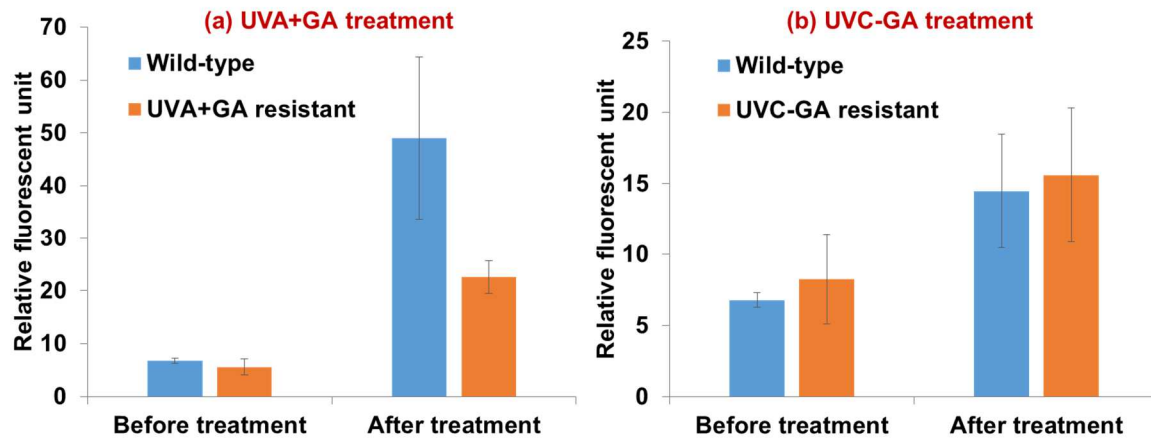 (a) UVA+GA treatment
Relative fluorescent unit
70
60
50
40
30
20
10
0
Wild-type
UVA+GA resistant
Before treatment
After treatment
(b) UVC-GA treatment
Relative fluorescent unit
25
20
15
10
5
0
Wild-type
UVC-GA resistant
Before treatment
After treatment